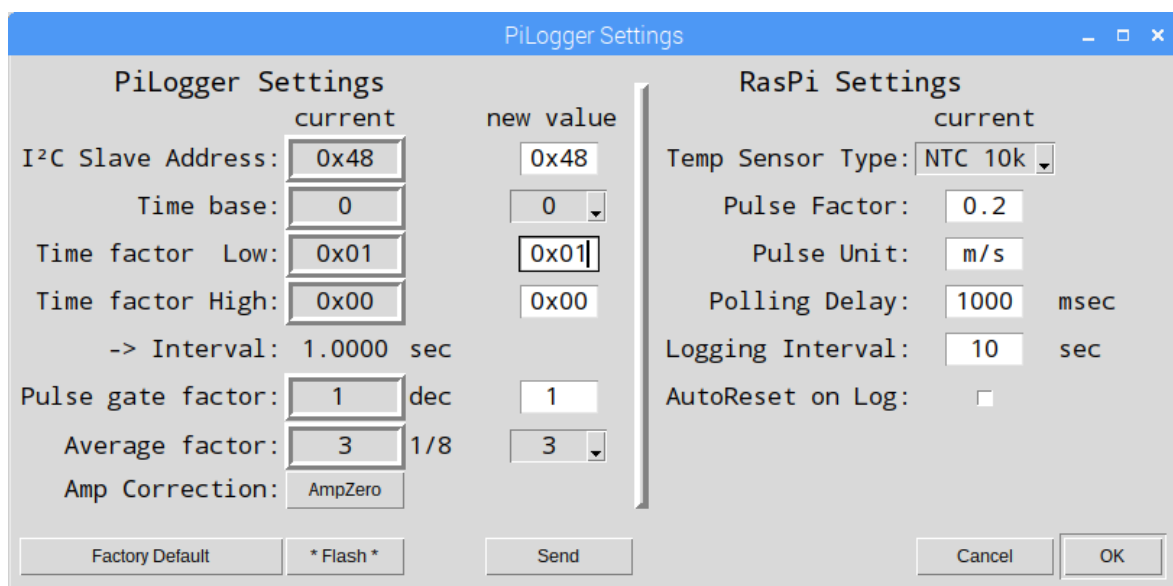 PiLogger Settings
PiLogger Settings
current new value
I²C Slave Address: 0x48 0x48
Time base: 0 0
Time factor Low: 0x01 0x01
Time factor High: 0x00 0x00
-> Interval: 1.0000 sec
Pulse gate factor: 1 dec 1
Average factor: 3 1/8 3
Amp Correction: AmpZero
Factory Default * Flash * Send
RasPi Settings
current
Temp Sensor Type: NTC 10k
Pulse Factor: 0.2
Pulse Unit: m/s
Polling Delay: 1000 msec
Logging Interval: 10 sec
AutoReset on Log:
Cancel OK